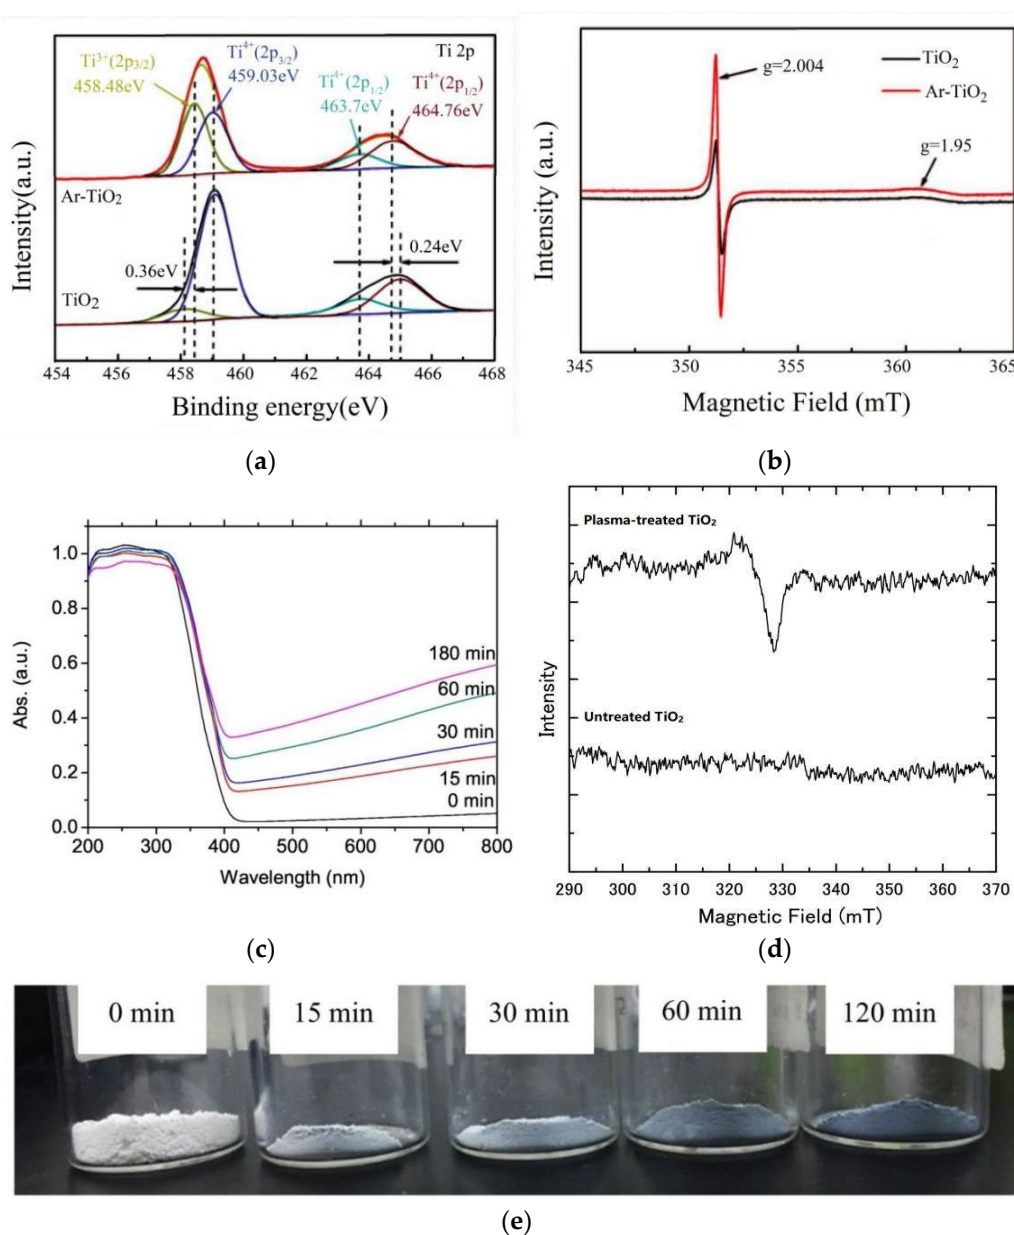 Ti³⁺(2p₃/₂)
458.48eV
Ti⁴⁺(2p₃/₂)
459.03eV
Ti 2p
Ti⁴⁺(2p₁/₂)
463.7eV
Ti⁴⁺(2p₁/₂)
464.76eV
Ar-TiO₂
0.36eV
0.24eV
TiO₂
Intensity(a.u.)
454 456 458 460 462 464 466 468
Binding energy(eV)
(a)
g=2.004
TiO₂
Ar-TiO₂
g=1.95
Intensity (a.u.)
345 350 355 360 365
Magnetic Field (mT)
(b)
1.0
0.8
0.6
0.4
0.2
0.0
Abs. (a.u.)
180 min
60 min
30 min
15 min
0 min
200 300 400 500 600 700 800
Wavelength (nm)
(c)
Plasma-treated TiO₂
Untreated TiO₂
Intensity
290 300 310 320 330 340 350 360 370
Magnetic Field (mT)
(d)
0 min 15 min 30 min 60 min 120 min
(e)